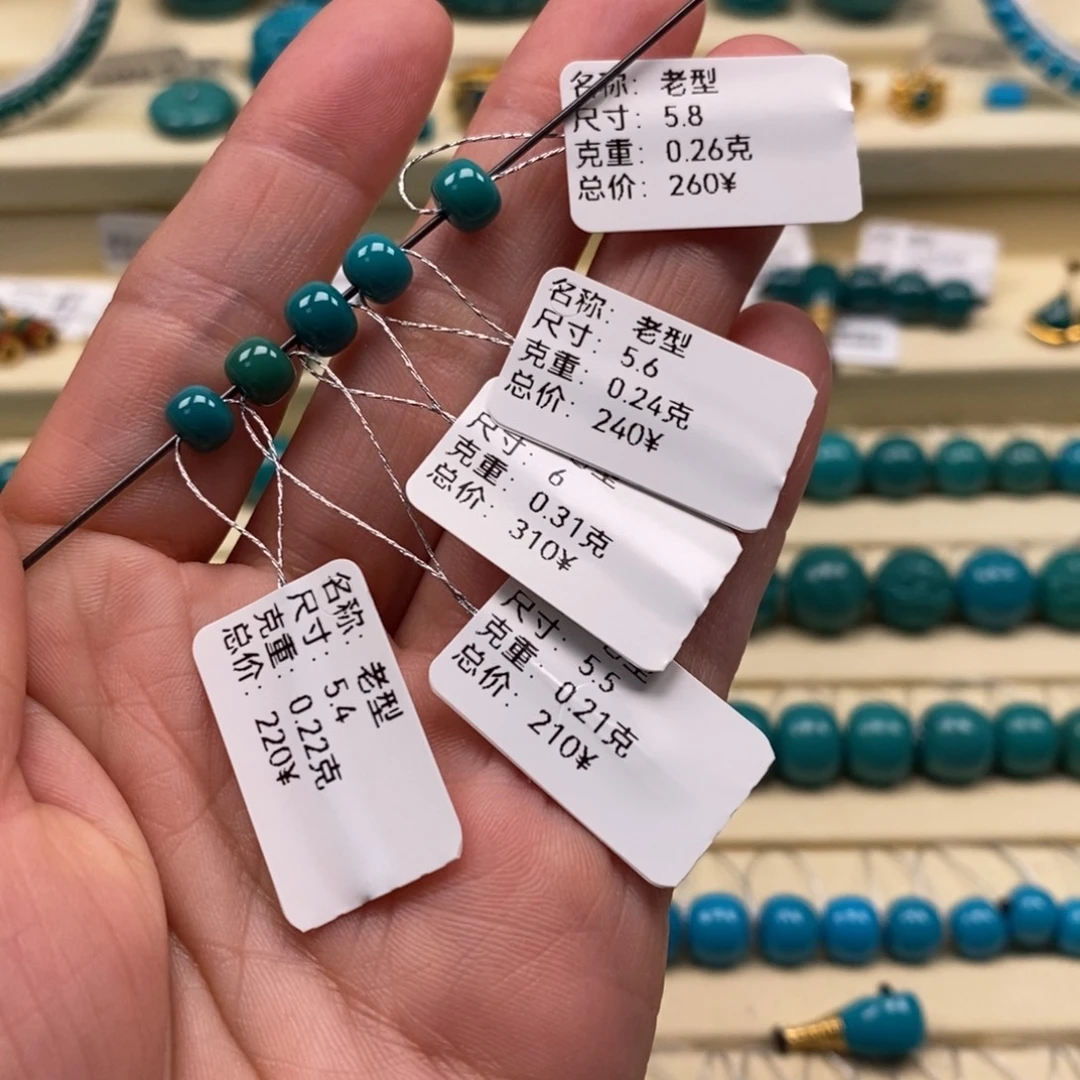 名称: 老型
尺寸: 5.8
克重: 0.26克
总价: 260¥
名称: 老型
尺寸: 5.6
克重: 0.24克
总价: 240¥
尺寸: 6
克重: 0.31克
总价: 310¥
尺寸: 5.5
克重: 0.21克
总价: 210¥
名称: 老型
尺寸: 5.4
克重: 0.22克
总价: 220¥